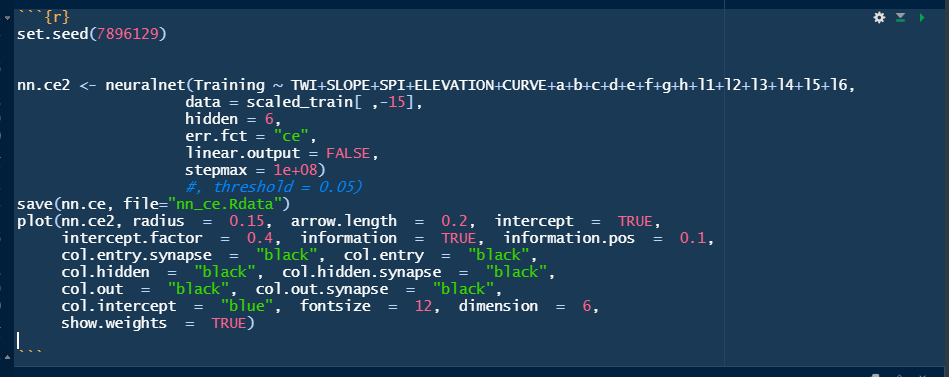 ```{r}
set.seed(7896129)
nn.ce2 <- neuralnet(Training ~ TWI+SLOPE+SPI+ELEVATION+CURVE+a+b+c+d+e+f+g+h+l1+l2+l3+l4+l5+l6,
                   data = scaled_train[ ,-15],
                   hidden = 6,
                   err.fct = "ce",
                   linear.output = FALSE,
                   stepmax = 1e+08)
                   #, threshold = 0.05)
save(nn.ce, file="nn_ce.Rdata")
plot(nn.ce2, radius  =  0.15,  arrow.length  =  0.2,  intercept  =  TRUE,
     intercept.factor  =  0.4,  information  =  TRUE,  information.pos  =  0.1,
     col.entry.synapse  =  "black",  col.entry  =  "black",
     col.hidden  =  "black",  col.hidden.synapse  =  "black",
     col.out  =  "black",  col.out.synapse  =  "black",
     col.intercept  =  "blue",  fontsize  =  12,  dimension  =  6,
     show.weights  =  TRUE)
```